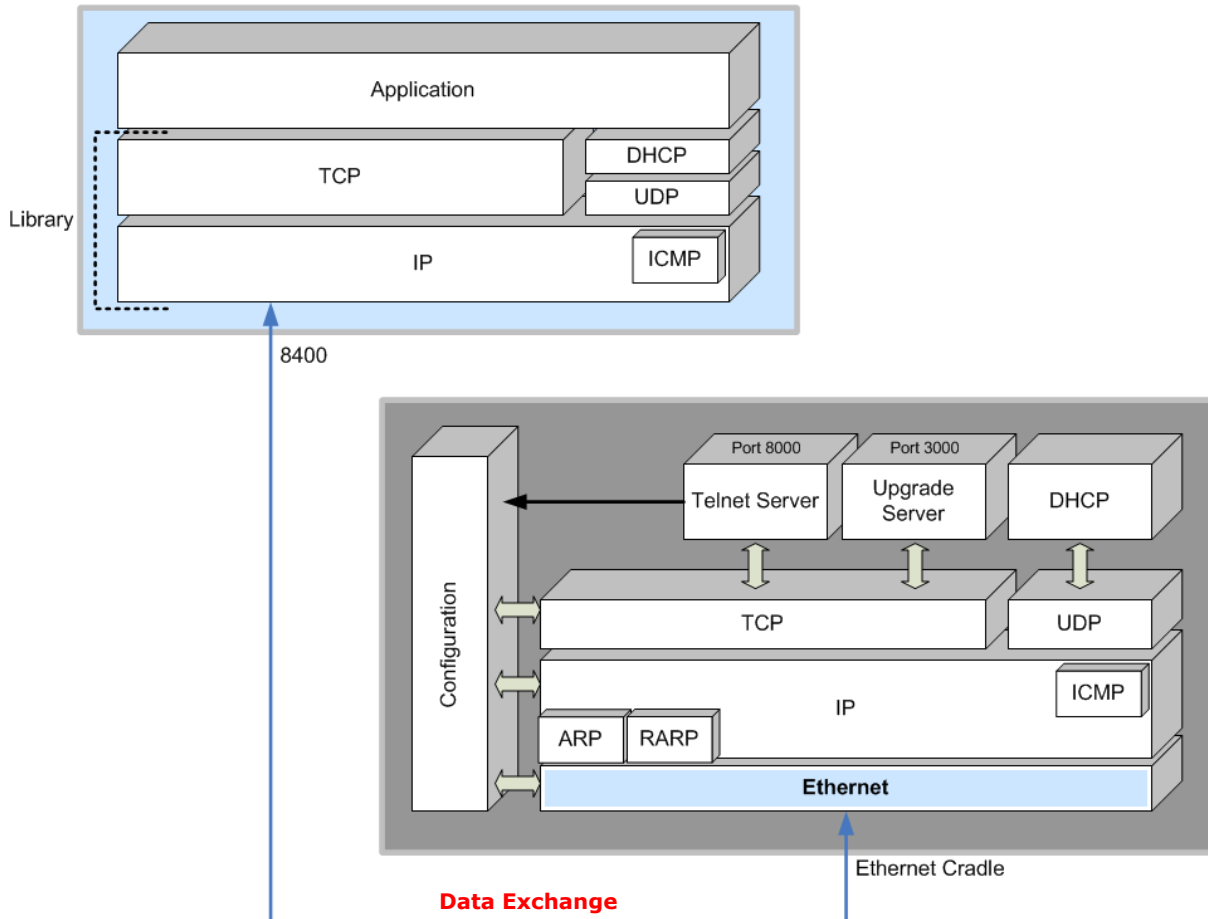 Application
TCP
DHCP
UDP
Library
IP
ICMP
8400
Port 8000
Port 3000
Telnet Server
Upgrade
Server
DHCP
Configuration
TCP
UDP
IP
ICMP
ARP
RARP
Ethernet
Ethernet Cradle
Data Exchange